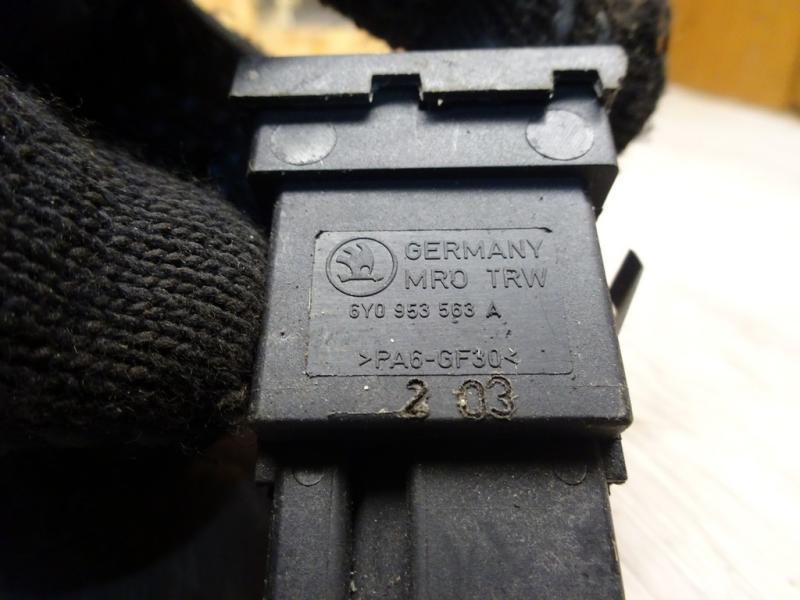 GERMANY
MRO TRW
6Y0 953 563 A
>PA6-GF30<
2 03